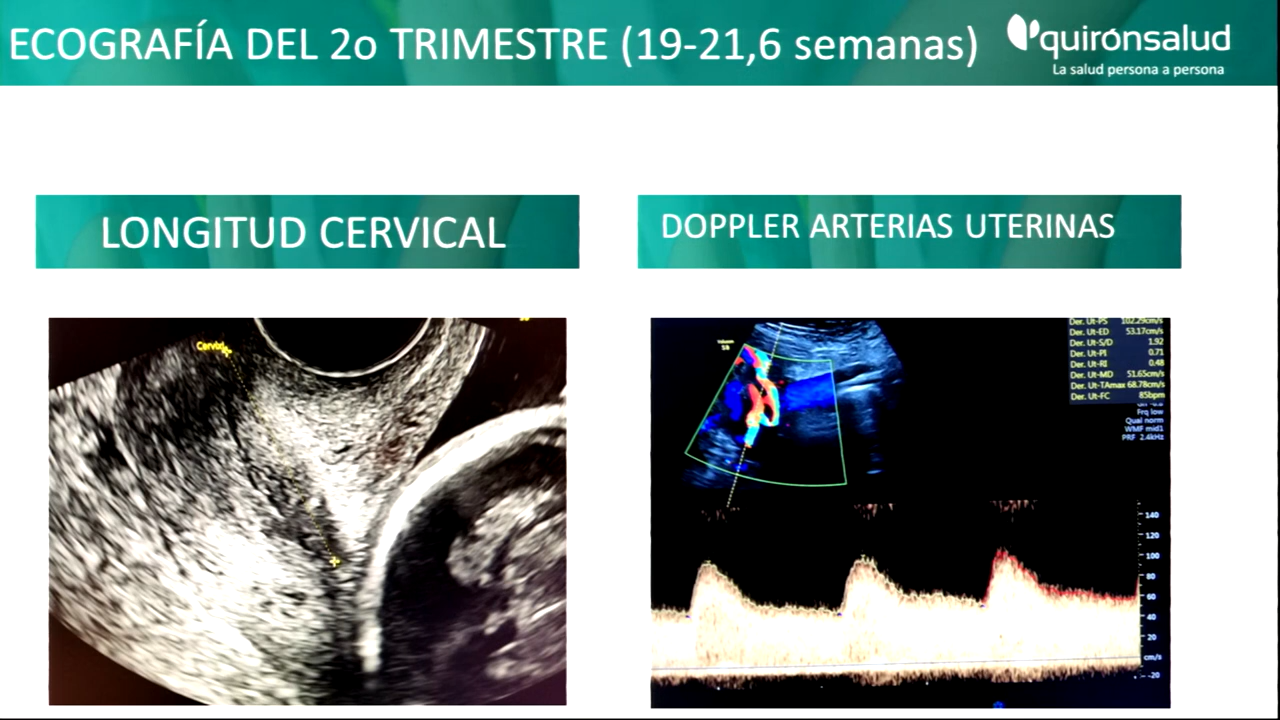 ECOGRAFÍA DEL 2o TRIMESTRE (19-21,6 semanas)
quirónsalud
La salud persona a persona
LONGITUD CERVICAL
DOPPLER ARTERIAS UTERINAS
Cervix
Der. Ut-PS 102.29cm/s
Der. Ut-ED 53.17cm/s
Der. Ut-S/D 1.92
Der. Ut-PI 0.71
Der. Ut-RI 0.48
Der. Ut-MD 51.65cm/s
Der. Ut-TAmax 68.78cm/s
Der. Ut-FC 85bpm
Frq low
Qual norm
WMF mid1
PRF 2.4kHz
140
120
100
80
60
40
20
cm/s
-20